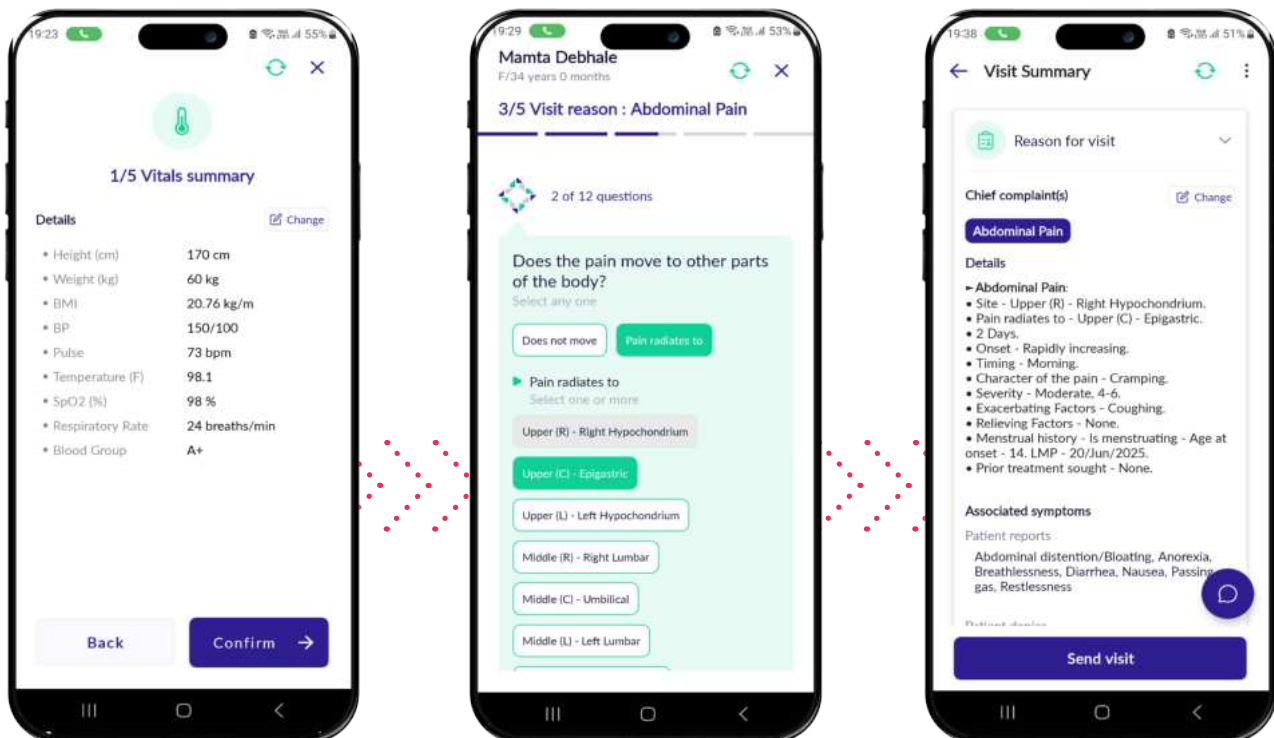 19:23
55%
1/5 Vitals summary
Details
Change
• Height (cm) 170 cm
• Weight (kg) 60 kg
• BMI 20.76 kg/m
• BP 150/100
• Pulse 73 bpm
• Temperature (F) 98.1
• SpO2 (%) 98 %
• Respiratory Rate 24 breaths/min
• Blood Group A+
Back
Confirm →
19:29
53%
Mamta Debhale
F/34 years 0 months
3/5 Visit reason : Abdominal Pain
2 of 12 questions
Does the pain move to other parts
of the body?
Select any one
Does not move
Pain radiates to
Pain radiates to
Select one or more
Upper (R) - Right Hypochondrium
Upper (C) - Epigastric
Upper (L) - Left Hypochondrium
Middle (R) - Right Lumbar
Middle (C) - Umbilical
Middle (L) - Left Lumbar
19:38
51%
Visit Summary
Reason for visit
Chief complaint(s)
Change
Abdominal Pain
Details
►Abdominal Pain:
• Site - Upper (R) - Right Hypochondrium.
• Pain radiates to - Upper (C) - Epigastric.
• 2 Days.
• Onset - Rapidly increasing.
• Timing - Morning.
• Character of the pain - Cramping.
• Severity - Moderate, 4-6.
• Exacerbating Factors - Coughing.
• Relieving Factors - None.
• Menstrual history - Is menstruating - Age at
onset - 14. LMP - 20/Jun/2025.
• Prior treatment sought - None.
Associated symptoms
Patient reports
Abdominal distention/Bloating, Anorexia,
Breathlessness, Diarrhea, Nausea, Passing
gas, Restlessness
Send visit